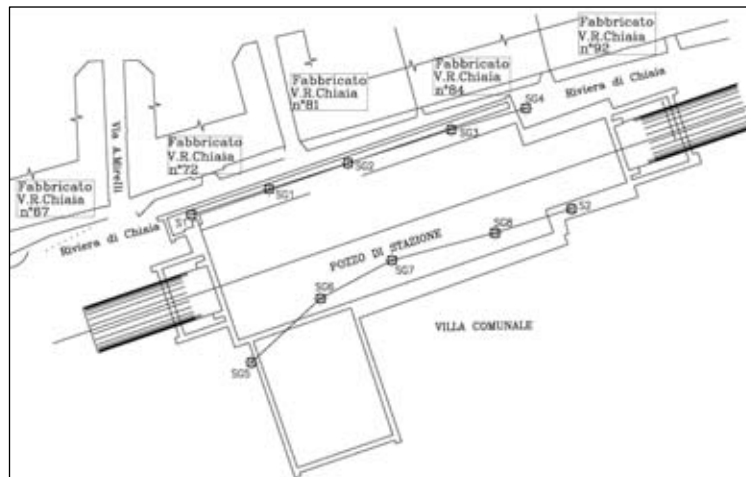 Fabbricato
V.R.Chiaia
n°92
Fabbricato
V.R.Chiaia
n°84
Fabbricato
V.R.Chiaia
n°81
Riviera di Chiaia
SG4
SG3
Via A.Mirelli
Fabbricato
V.R.Chiaia
n°72
SG2
Fabbricato
V.R.Chiaia
n°67
SG1
S1
S2
Riviera di Chiaia
SG8
POZZO DI STAZIONE
SG7
SG6
VILLA COMUNALE
SG5